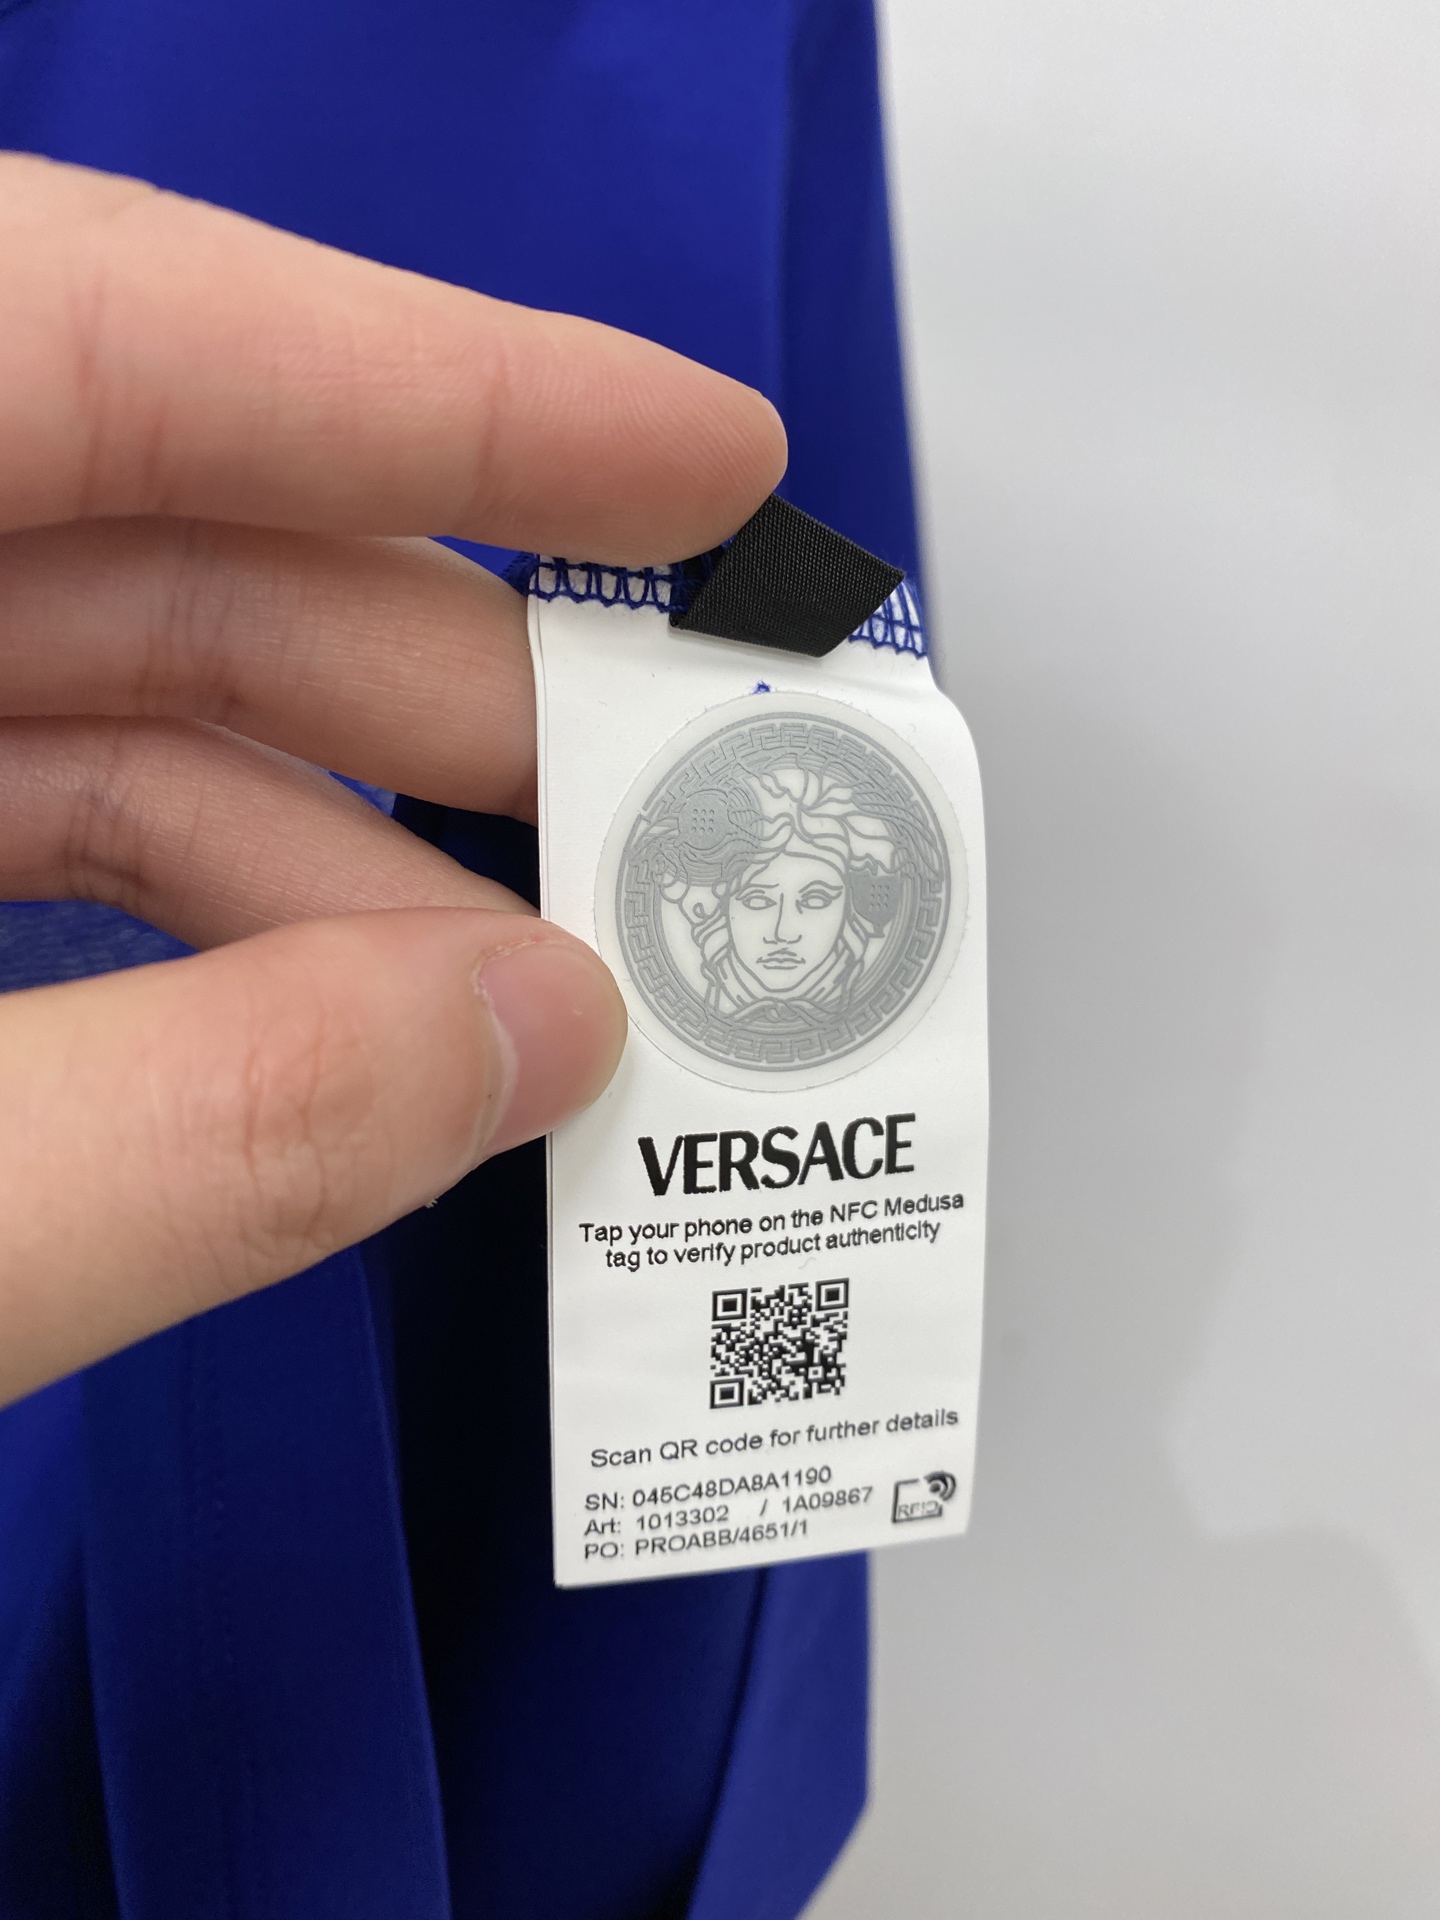 VERSACE
Tap your phone on the NFC Medusa
tag to verify product authenticity
Scan QR code for further details
SN: 045C48DA8A1190
Art: 1013302 / 1A09867
PO: PROABB/4651/1
RFID